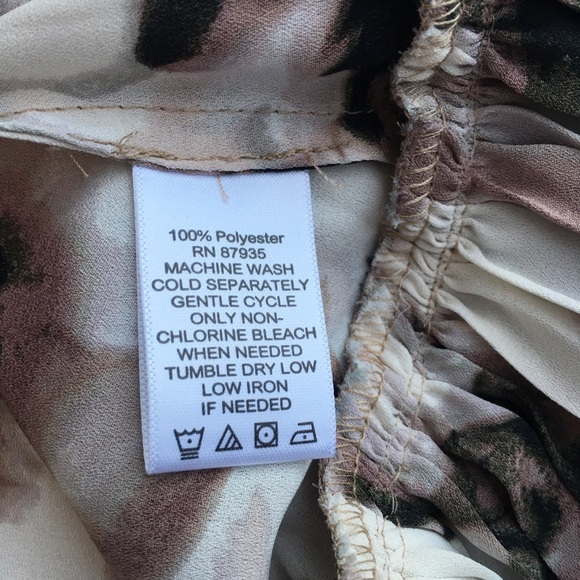 100% Polyester
RN 87935
MACHINE WASH
COLD SEPARATELY
GENTLE CYCLE
ONLY NON-
CHLORINE BLEACH
WHEN NEEDED
TUMBLE DRY LOW
LOW IRON
IF NEEDED